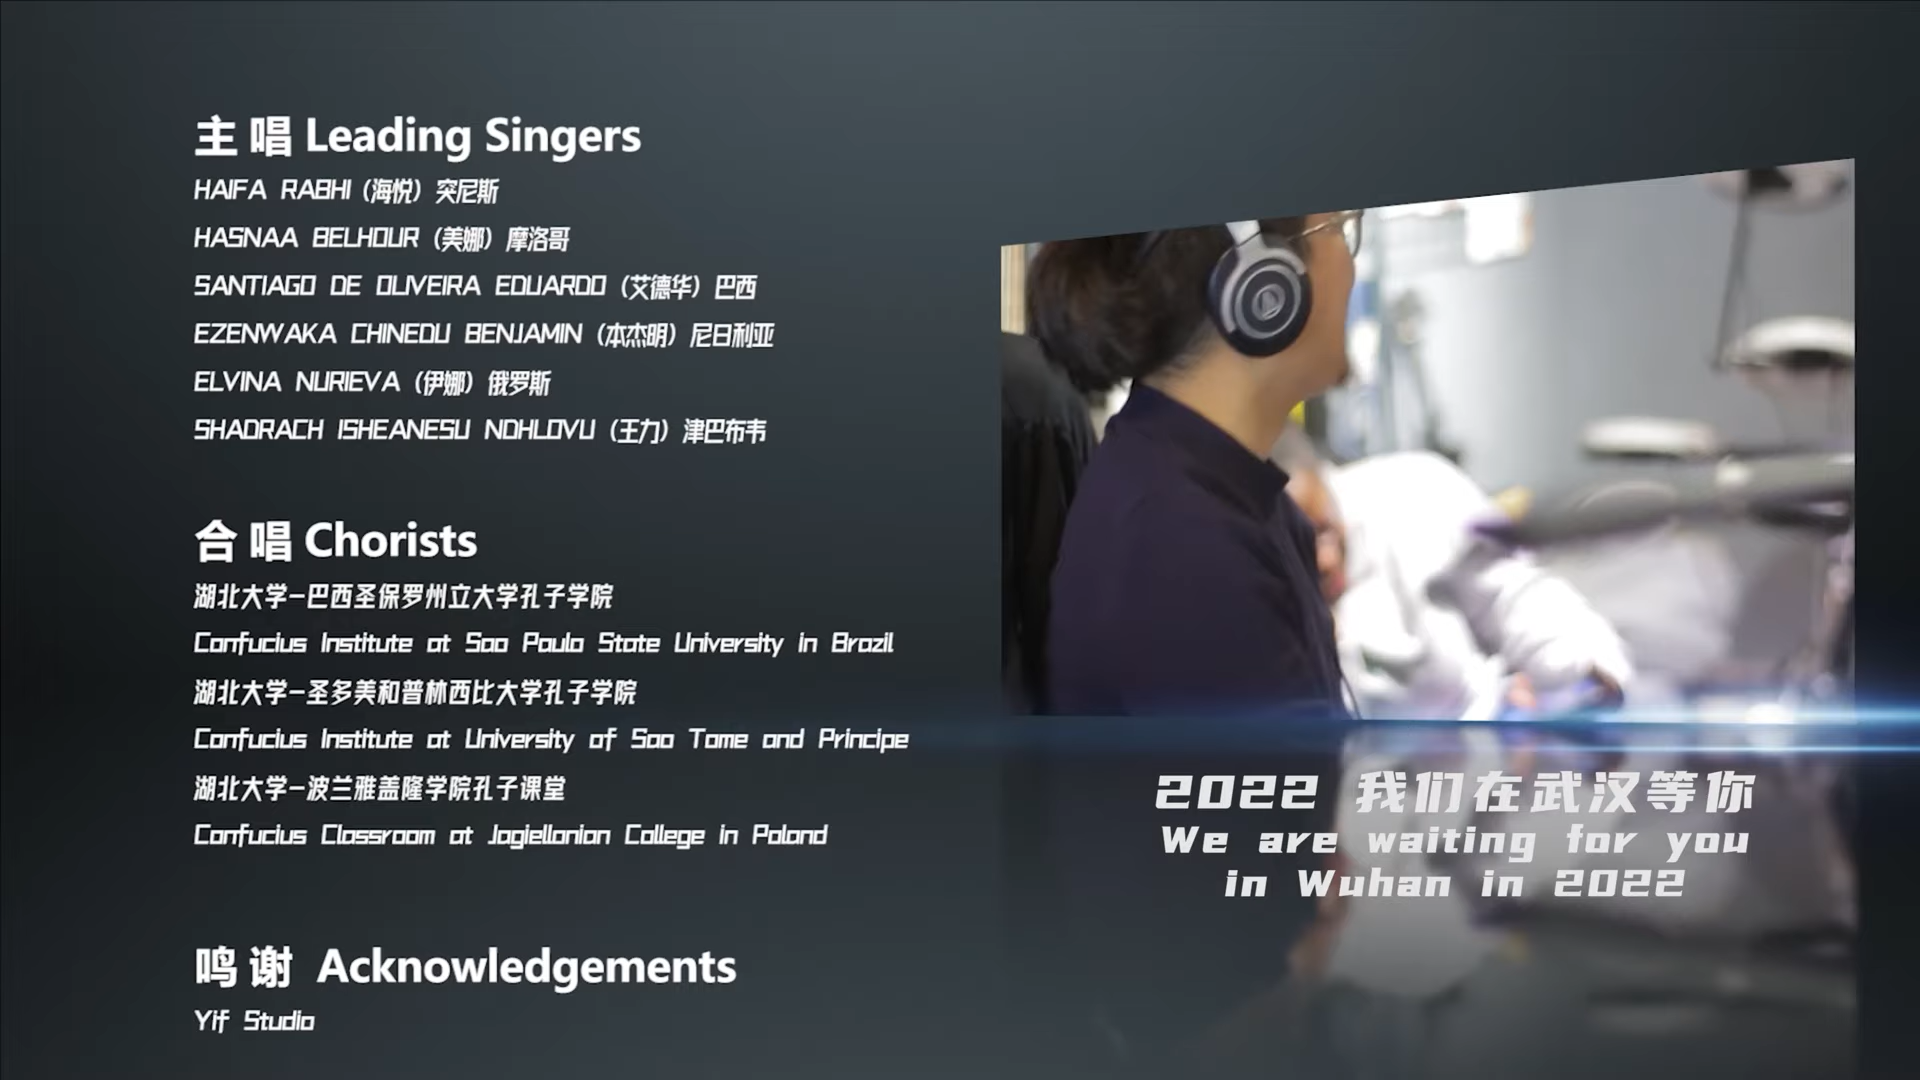 主唱 Leading Singers
HAIFA RABHI（海悦）突尼斯
HASNAA BELHOUR（美娜）摩洛哥
SANTIAGO DE OLIVEIRA EDUARDO（艾德华）巴西
EZENWAKA CHINEDU BENJAMIN（本杰明）尼日利亚
ELVINA NURIEVA（伊娜）俄罗斯
SHADRACH ISHEANESU NDHLOVU（王力）津巴布韦
合唱 Chorists
湖北大学-巴西圣保罗州立大学孔子学院
Confucius Institute at Sao Paulo State University in Brazil
湖北大学-圣多美和普林西比大学孔子学院
Confucius Institute at University of Sao Tome and Principe
湖北大学-波兰雅盖隆学院孔子课堂
Confucius Classroom at Jagiellonian College in Poland
鸣谢 Acknowledgements
Yif Studio
2022 我们在武汉等你
We are waiting for you
in Wuhan in 2022